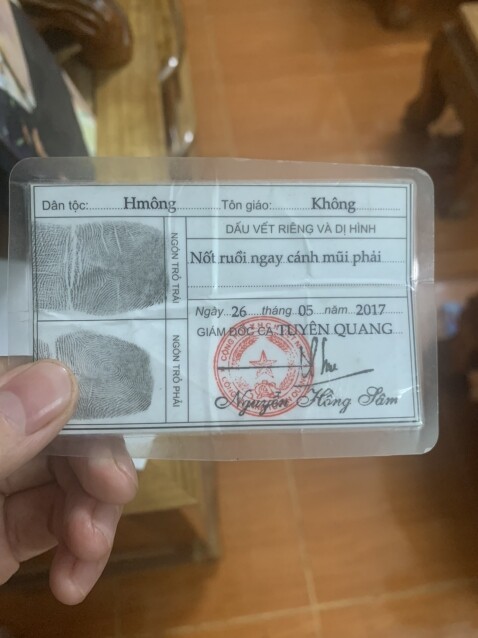 Dân tộc: Hmông Tôn giáo: Không
NGÓN TRỎ TRÁI
NGÓN TRỎ PHẢI
DẤU VẾT RIÊNG VÀ DỊ HÌNH
Nốt ruồi ngay cánh mũi phải
Ngày 26 tháng 05 năm 2017
GIÁM ĐỐC CA TUYÊN QUANG
Nguyễn Hồng Sâm